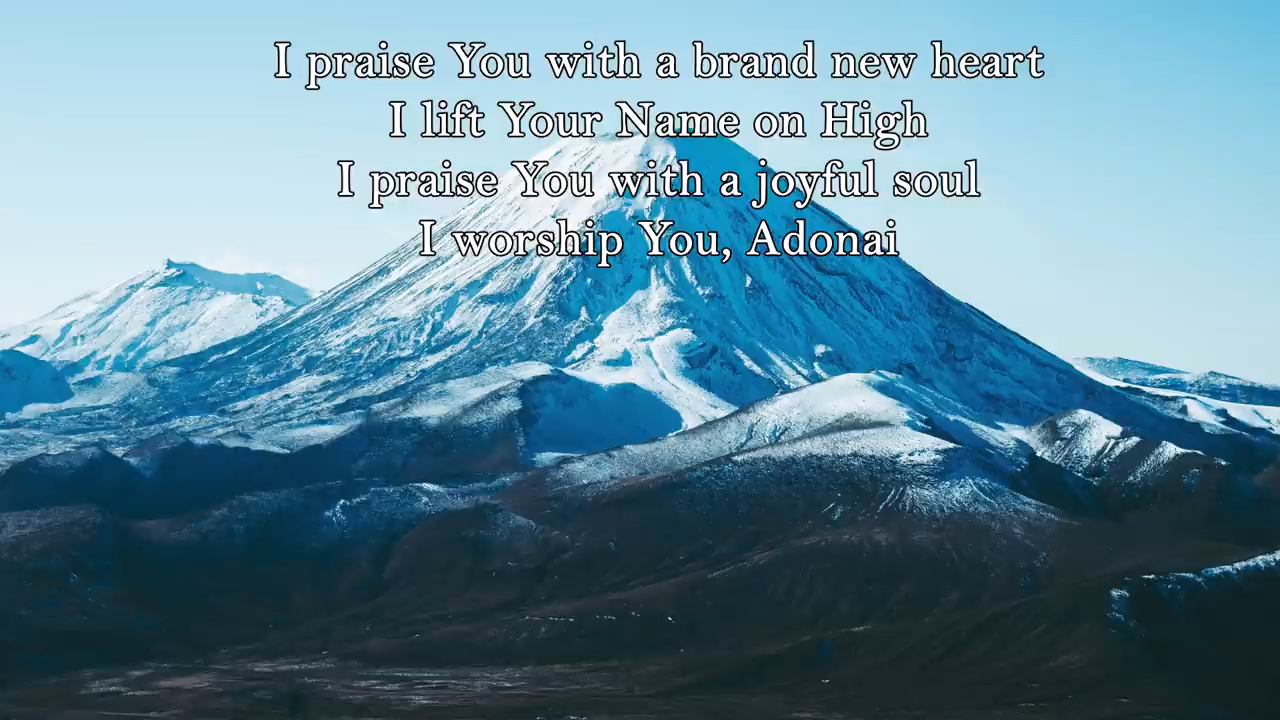 I praise You with a brand new heart
I lift Your Name on High
I praise You with a joyful soul
I worship You, Adonai